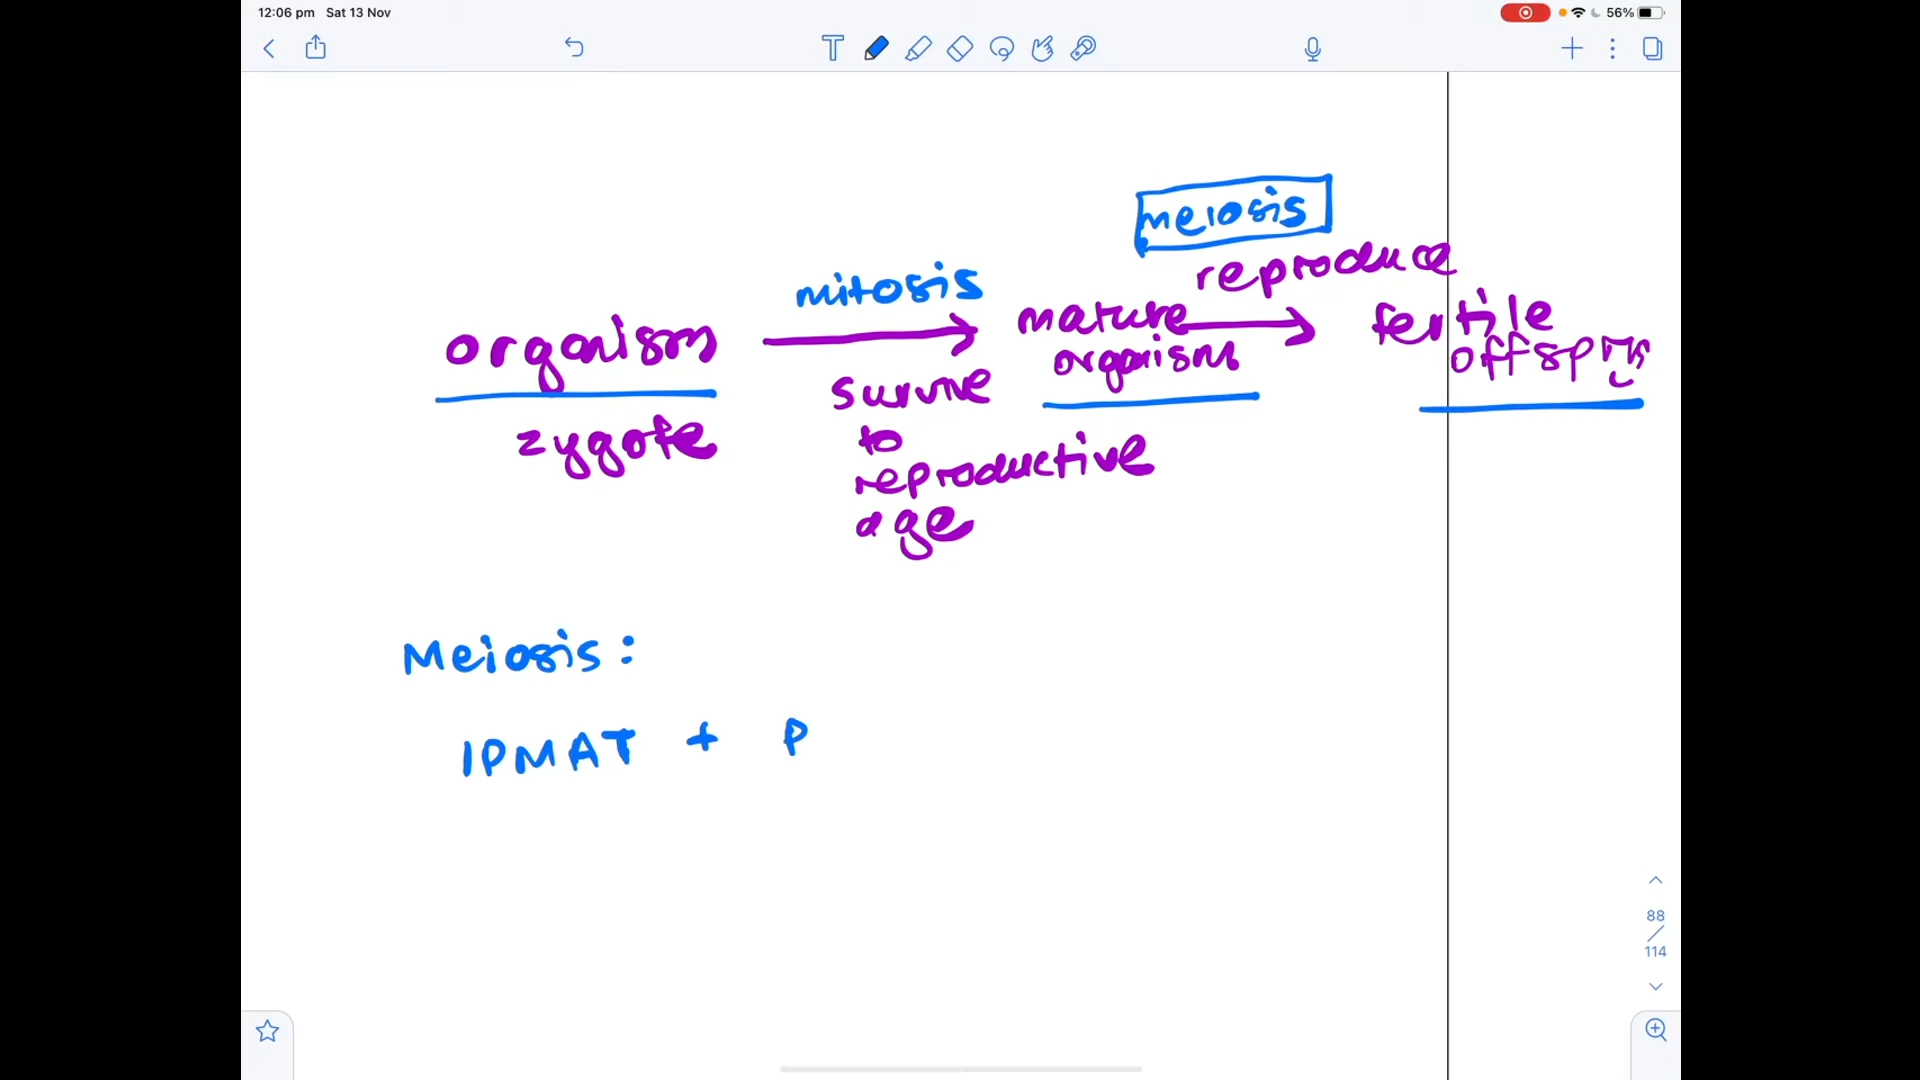 12:06 pm Sat 13 Nov
56%
meiosis
reproduce
mitosis
organism
mature
organism
fertile
zygote
survive
to
reproductive
age
Meiosis:
IPMAT + P
88
114